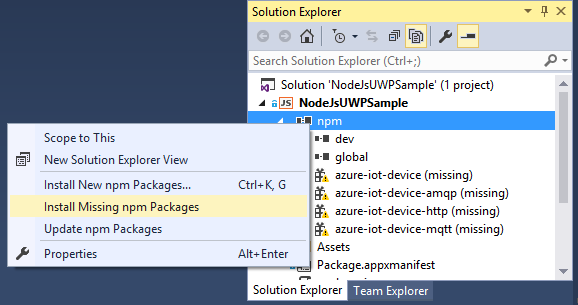 Solution Explorer
Search Solution Explorer (Ctrl+;)
Solution 'NodeJsUWPSample' (1 project)
JS NodeJsUWPSample
npm
dev
global
azure-iot-device (missing)
azure-iot-device-amqp (missing)
azure-iot-device-http (missing)
azure-iot-device-mqtt (missing)
Assets
Package.appxmanifest
Solution Explorer Team Explorer
Scope to This
New Solution Explorer View
Install New npm Packages... Ctrl+K, G
Install Missing npm Packages
Update npm Packages
Properties Alt+Enter